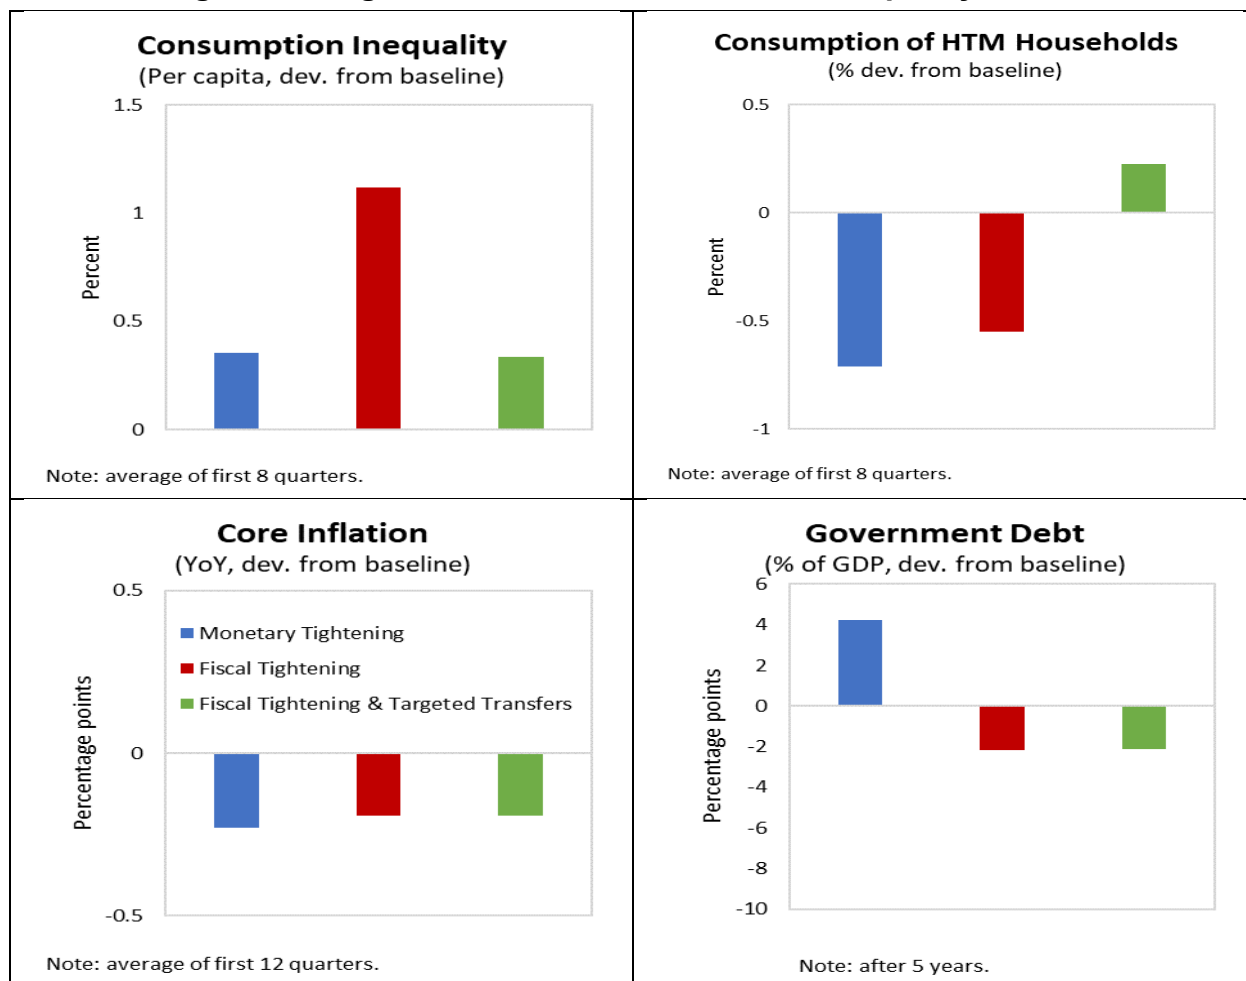 Consumption Inequality
(Per capita, dev. from baseline)
1.5
1
0.5
0
Percent
Note: average of first 8 quarters.
Consumption of HTM Households
(% dev. from baseline)
0.5
0
-0.5
-1
Percent
Note: average of first 8 quarters.
Core Inflation
(YoY, dev. from baseline)
0.5
0
-0.5
Percentage points
Monetary Tightening
Fiscal Tightening
Fiscal Tightening & Targeted Transfers
Note: average of first 12 quarters.
Government Debt
(% of GDP, dev. from baseline)
6
4
2
0
-2
-4
-6
-8
-10
Percentage points
Note: after 5 years.